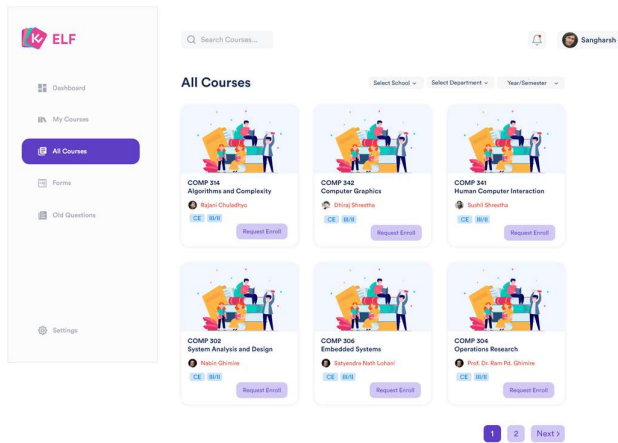 ELF
Search Courses...
Sangharsh
Dashboard
My Courses
All Courses
Forms
Old Questions
Settings
All Courses
Select School
Select Department
Year/Semester
COMP 314
Algorithms and Complexity
Rajani Chuladhyo
CE III/II
Request Enroll
COMP 342
Computer Graphics
Dhiraj Shrestha
CE III/II
Request Enroll
COMP 341
Human Computer Interaction
Sushil Shrestha
CE III/II
Request Enroll
COMP 302
System Analysis and Design
Nabin Ghimire
CE III/II
Request Enroll
COMP 306
Embedded Systems
Satyendra Nath Lohani
CE III/II
Request Enroll
COMP 304
Operations Research
Prof. Dr. Ram Pd. Ghimire
CE III/II
Request Enroll
1 2 Next >